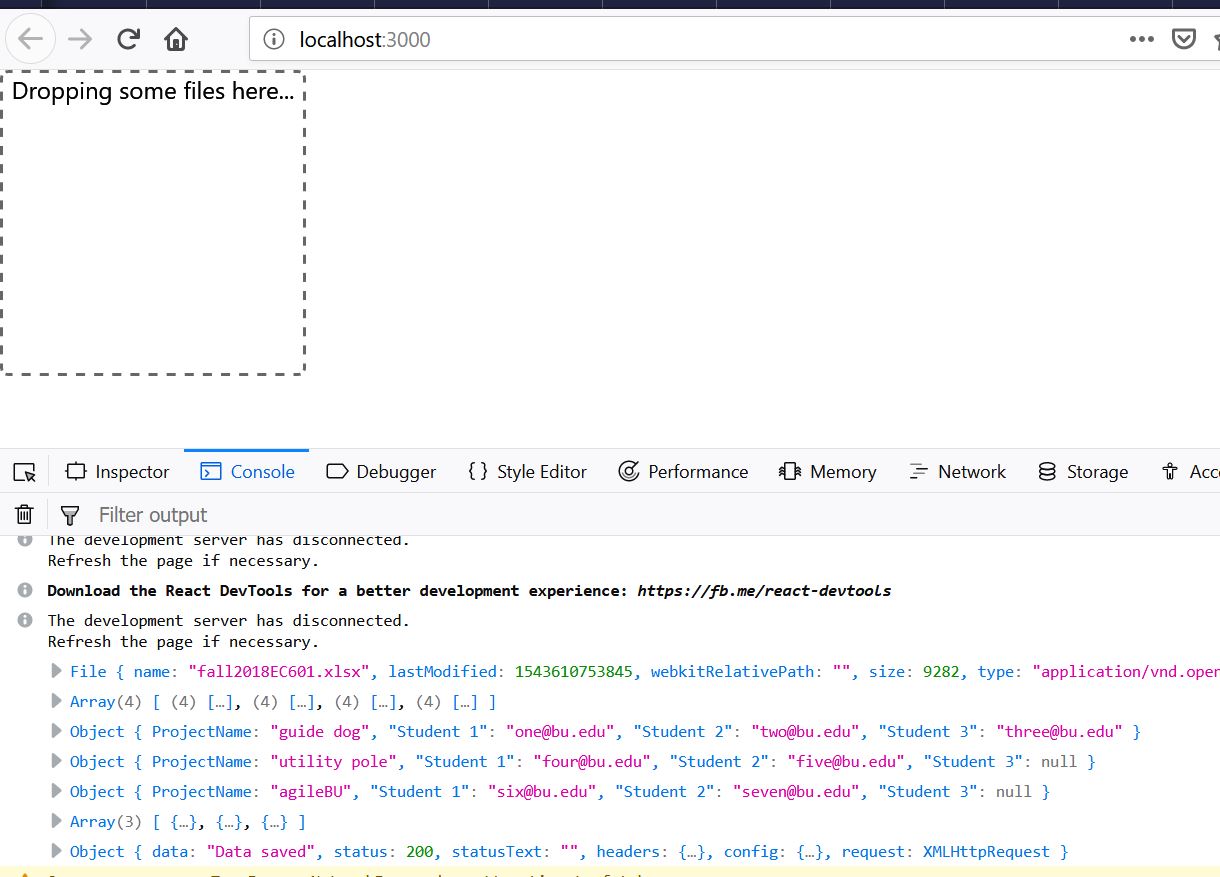 localhost:3000
Dropping some files here...
Inspector Console Debugger { } Style Editor Performance Memory Network Storage Acce
Filter output
The development server has disconnected.
Refresh the page if necessary.
Download the React DevTools for a better development experience: https://fb.me/react-devtools
The development server has disconnected.
Refresh the page if necessary.
File { name: "fall2018EC601.xlsx", lastModified: 1543610753845, webkitRelativePath: "", size: 9282, type: "application/vnd.open
Array(4) [ (4) […], (4) […], (4) […], (4) […] ]
Object { ProjectName: "guide dog", "Student 1": "one@bu.edu", "Student 2": "two@bu.edu", "Student 3": "three@bu.edu" }
Object { ProjectName: "utility pole", "Student 1": "four@bu.edu", "Student 2": "five@bu.edu", "Student 3": null }
Object { ProjectName: "agileBU", "Student 1": "six@bu.edu", "Student 2": "seven@bu.edu", "Student 3": null }
Array(3) [ {…}, {…}, {…} ]
Object { data: "Data saved", status: 200, statusText: "", headers: {…}, config: {…}, request: XMLHttpRequest }